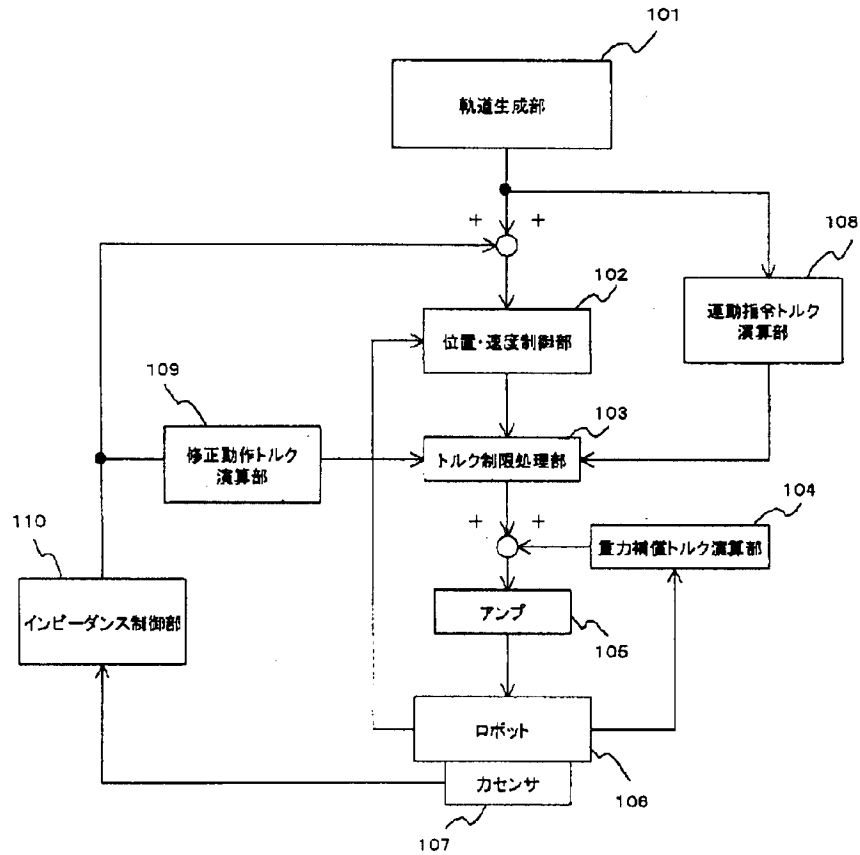 101
軌道生成部
+ +
108
102
運動指令トルク
演算部
位置・速度制御部
109
103
修正動作トルク
演算部
トルク制限処理部
104
110
+ +
重力補償トルク演算部
インピーダンス制御部
アンプ
105
ロボット
力センサ
106
107